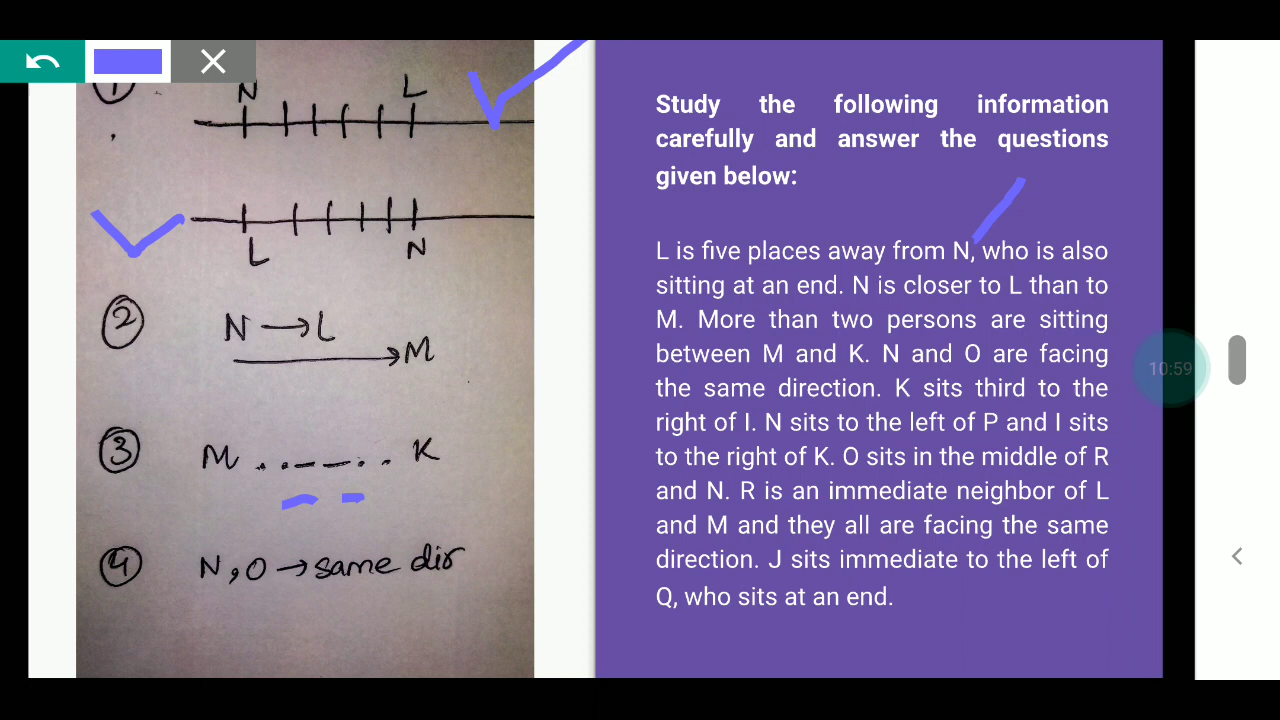 ①
N L
L N
②
N → L
→ M
③
M . . – – . . K
④
N, O → same dir
Study the following information
carefully and answer the questions
given below:
L is five places away from N, who is also
sitting at an end. N is closer to L than to
M. More than two persons are sitting
between M and K. N and O are facing
the same direction. K sits third to the
right of I. N sits to the left of P and I sits
to the right of K. O sits in the middle of R
and N. R is an immediate neighbor of L
and M and they all are facing the same
direction. J sits immediate to the left of
Q, who sits at an end.
10:59